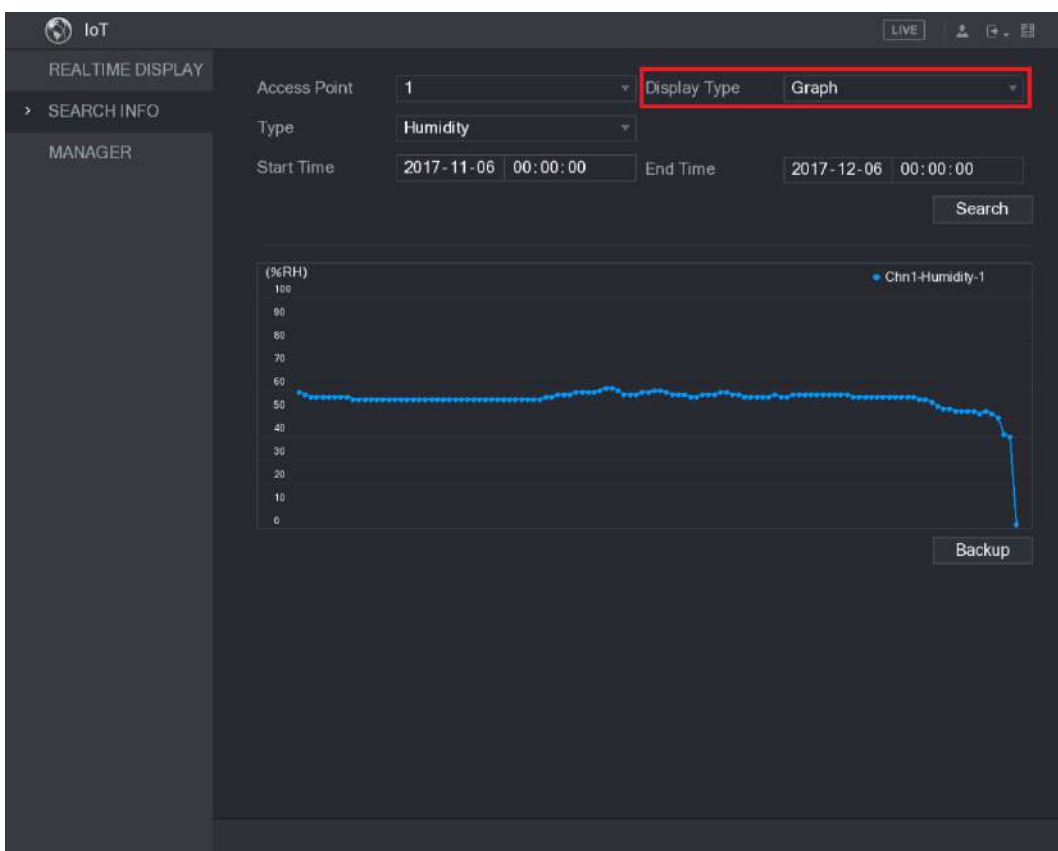 IoT
LIVE
REALTIME DISPLAY
SEARCH INFO
MANAGER
Access Point 1 Display Type Graph
Type Humidity
Start Time 2017-11-06 00:00:00 End Time 2017-12-06 00:00:00
Search
(%RH)
Chn1-Humidity-1
100
90
80
70
60
50
40
30
20
10
0
Backup